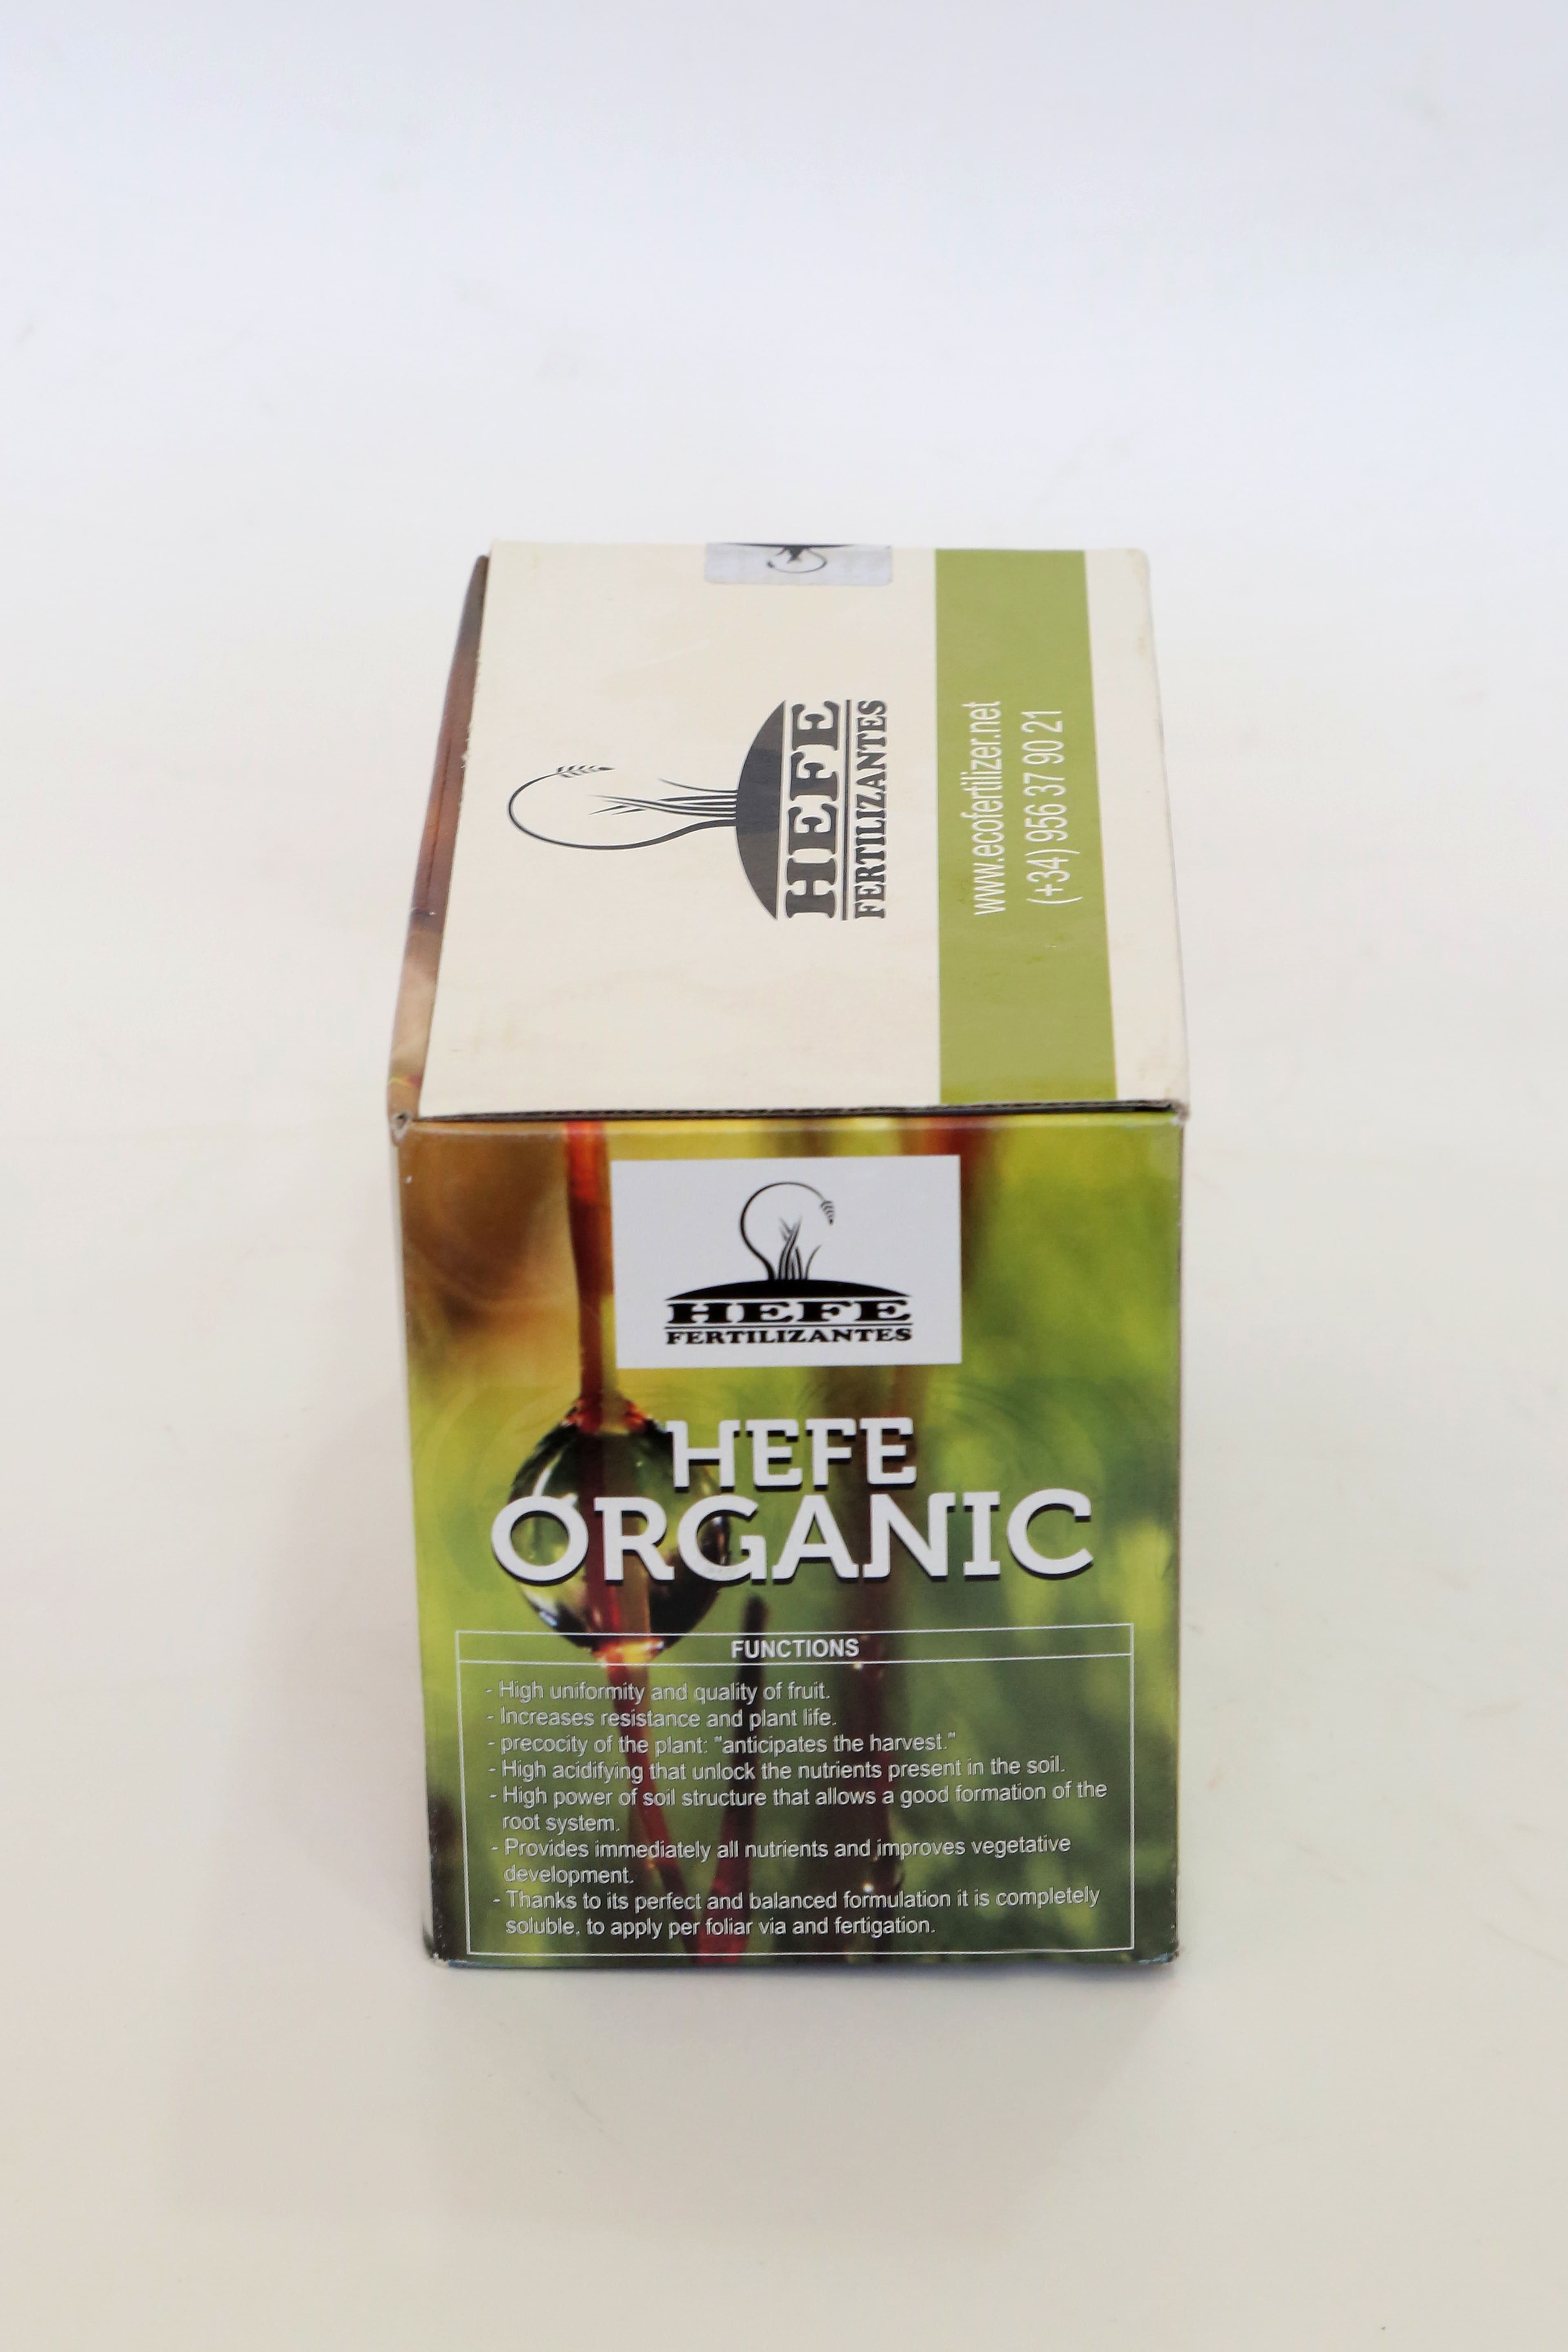 HEFE
FERTILIZANTES
www.ecofertilizer.net
(+34) 956 37 90 21
HEFE
FERTILIZANTES
HEFE
ORGANIC
FUNCTIONS
- High uniformity and quality of fruit.
- Increases resistance and plant life.
- precocity of the plant: "anticipates the harvest."
- High acidifying that unlock the nutrients present in the soil.
- High power of soil structure that allows a good formation of the
root system.
- Provides immediately all nutrients and improves vegetative
development.
- Thanks to its perfect and balanced formulation it is completely
soluble, to apply per foliar via and fertigation.